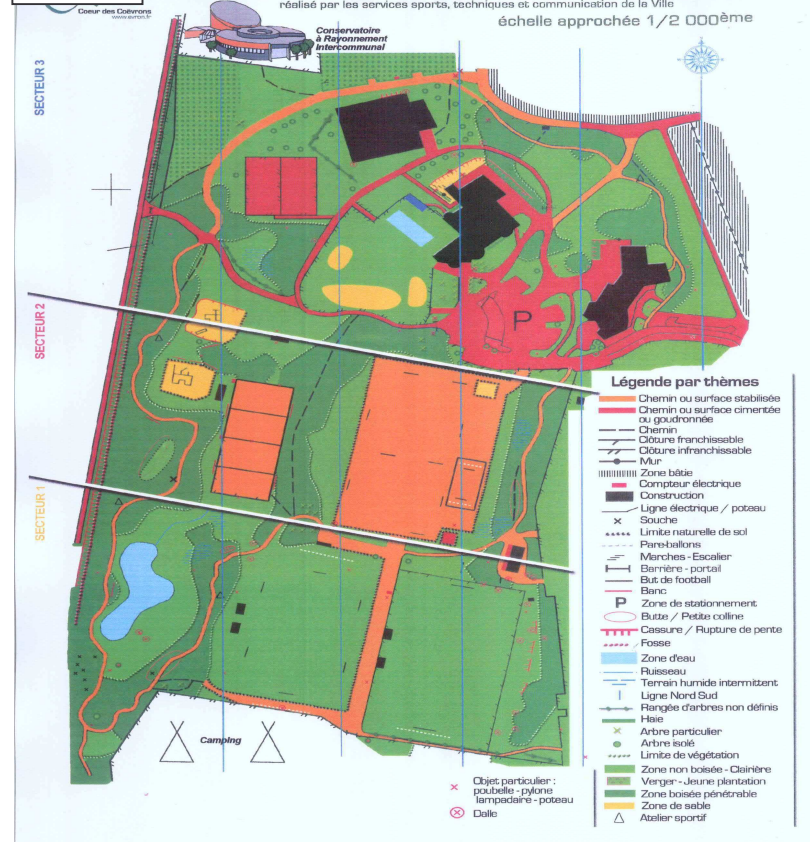 Coeur des Coëvrons
www.evron.fr
réalisé par les services sports, techniques et communication de la Ville
échelle approchée 1/2 000ème
Conservatoire
à Rayonnement
Intercommunal
SECTEUR 3
SECTEUR 2
SECTEUR 1
P
Camping
Légende par thèmes
Chemin ou surface stabilisée
Chemin ou surface cimentée
ou goudronnée
Chemin
Clôture franchissable
Clôture infranchissable
Mur
Zone bâtie
Compteur électrique
Construction
Ligne électrique / poteau
Souche
Limite naturelle de sol
Pare-ballons
Marches - Escalier
Barrière - portail
But de football
Banc
P Zone de stationnement
Butte / Petite colline
Cassure / Rupture de pente
Fosse
Zone d'eau
Ruisseau
Terrain humide intermittent
Ligne Nord Sud
Rangée d'arbres non définis
Haie
Arbre particulier
Arbre isolé
Limite de végétation
Zone non boisée - Clairière
Verger - Jeune plantation
Zone boisée pénétrable
Zone de sable
Atelier sportif
Objet particulier :
poubelle - pylone
lampadaire - poteau
Dalle